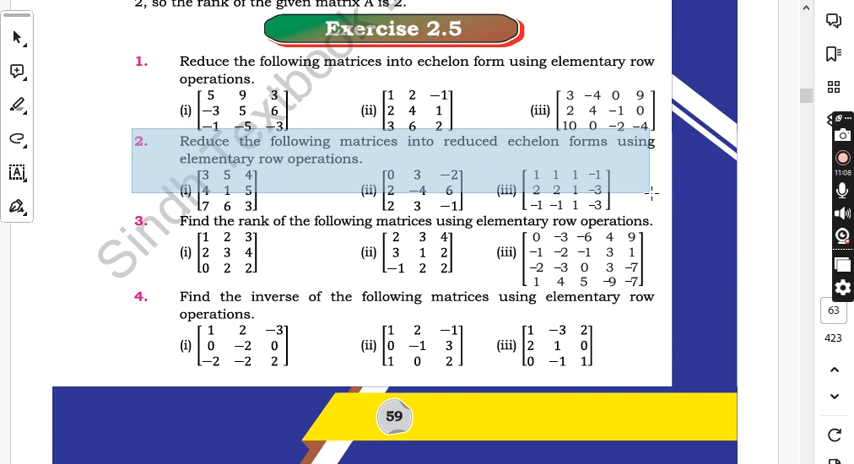 2, so the rank of the given matrix A is 2.
Exercise 2.5
1. Reduce the following matrices into echelon form using elementary row
operations.
(i) [5 9 3
−3 5 6
−1 −5 −3]
(ii) [1 2 −1
2 4 1
3 6 2]
(iii) [3 −4 0 9
2 4 −1 0
10 0 −2 −4]
2. Reduce the following matrices into reduced echelon forms using
elementary row operations.
(i) [3 5 4
4 1 5
7 6 3]
(ii) [0 3 −2
2 −4 6
2 3 −1]
(iii) [1 1 1 −1
2 2 1 −3
−1 −1 1 −3]
3. Find the rank of the following matrices using elementary row operations.
(i) [1 2 3
2 3 4
0 2 2]
(ii) [2 3 4
3 1 2
−1 2 2]
(iii) [0 −3 −6 4 9
−1 −2 −1 3 1
−2 −3 0 3 −7
1 4 5 −9 −7]
4. Find the inverse of the following matrices using elementary row
operations.
(i) [1 2 −3
0 −2 0
−2 −2 2]
(ii) [1 2 −1
0 −1 3
1 0 2]
(iii) [1 −3 2
2 1 0
0 −1 1]
59
Sindh Textbook
11:08
63
423